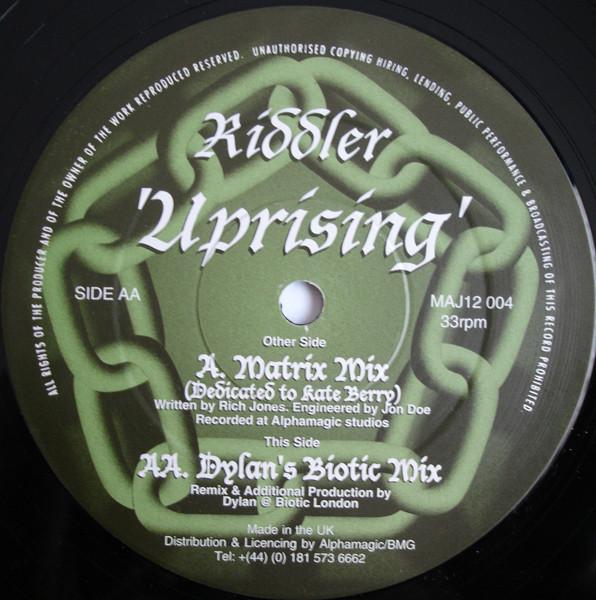 ALL RIGHTS OF THE PRODUCER AND OF THE OWNER OF THE WORK REPRODUCED RESERVED. UNAUTHORISED COPYING HIRING, LENDING, PUBLIC PERFORMANCE & BROADCASTING OF THIS RECORD PROHIBITED.
Riddler
'Uprising'
SIDE AA
MAJ12 004
33rpm
Other Side
A. Matrix Mix
(Dedicated to Kate Berry)
Written by Rich Jones. Engineered by Jon Doe
Recorded at Alphamagic studios
This Side
AA. Dylan's Biotic Mix
Remix & Additional Production by
Dylan @ Biotic London
Made in the UK
Distribution & Licencing by Alphamagic/BMG
Tel: +(44) (0) 181 573 6662